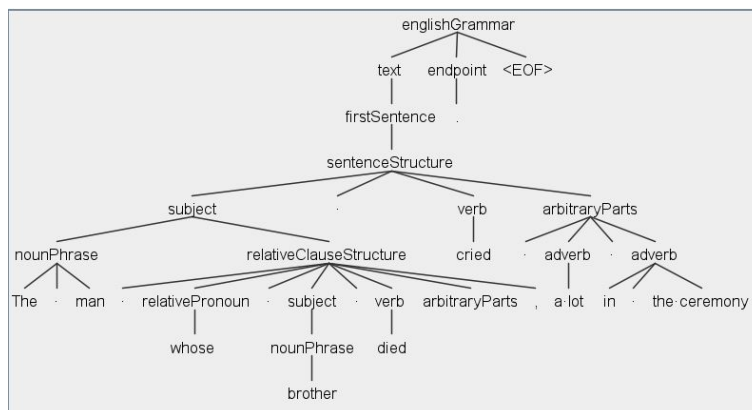 englishGrammar
text endpoint <EOF>
firstSentence .
sentenceStructure
subject · verb arbitraryParts
nounPhrase relativeClauseStructure cried · adverb · adverb
The · man · relativePronoun · subject · verb arbitraryParts , a·lot in · the·ceremony
whose nounPhrase died
brother